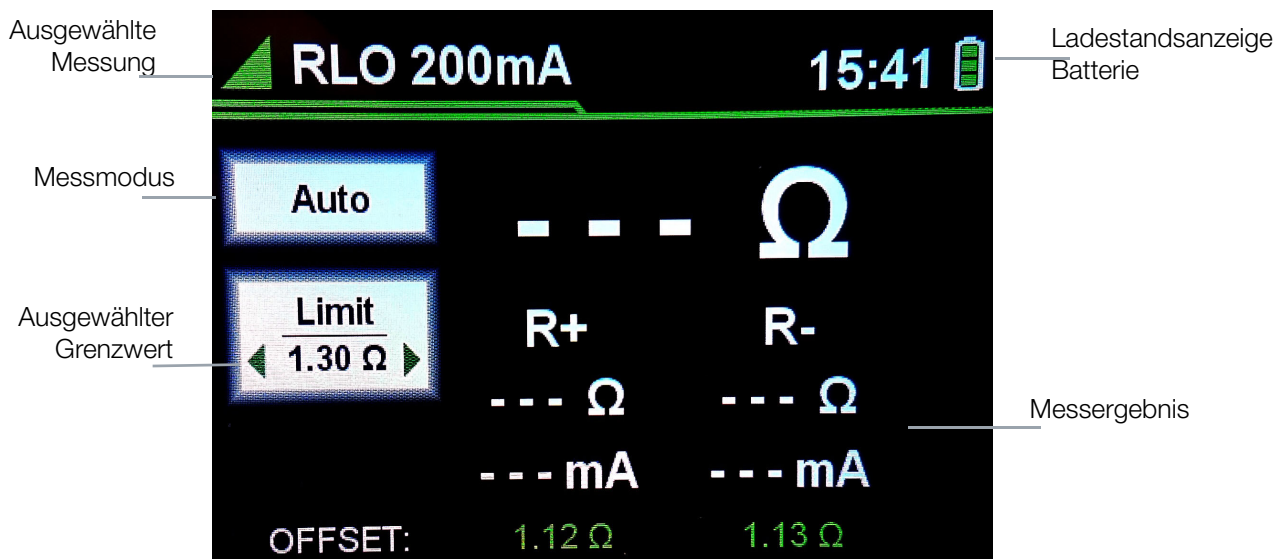 Ausgewählte
Messung
RLO 200mA
15:41
Ladestandsanzeige
Batterie
Messmodus
Auto
- - - Ω
Ausgewählter
Grenzwert
Limit
1.30 Ω
R+
R-
- - - Ω
- - - Ω
- - - mA
- - - mA
Messergebnis
OFFSET:
1.12 Ω
1.13 Ω